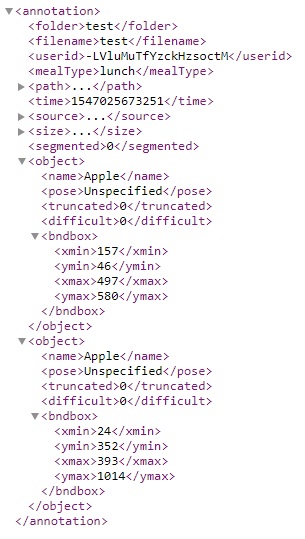 <annotation>
<folder>test</folder>
<filename>test</filename>
<userid>-LVluMuTfYzckHzsoctM</userid>
<mealType>lunch</mealType>
<path>...</path>
<time>1547025673251</time>
<source>...</source>
<size>...</size>
<segmented>0</segmented>
<object>
<name>Apple</name>
<pose>Unspecified</pose>
<truncated>0</truncated>
<difficult>0</difficult>
<bndbox>
<xmin>157</xmin>
<ymin>46</ymin>
<xmax>497</xmax>
<ymax>580</ymax>
</bndbox>
</object>
<object>
<name>Apple</name>
<pose>Unspecified</pose>
<truncated>0</truncated>
<difficult>0</difficult>
<bndbox>
<xmin>24</xmin>
<ymin>352</ymin>
<xmax>393</xmax>
<ymax>1014</ymax>
</bndbox>
</object>
</annotation>